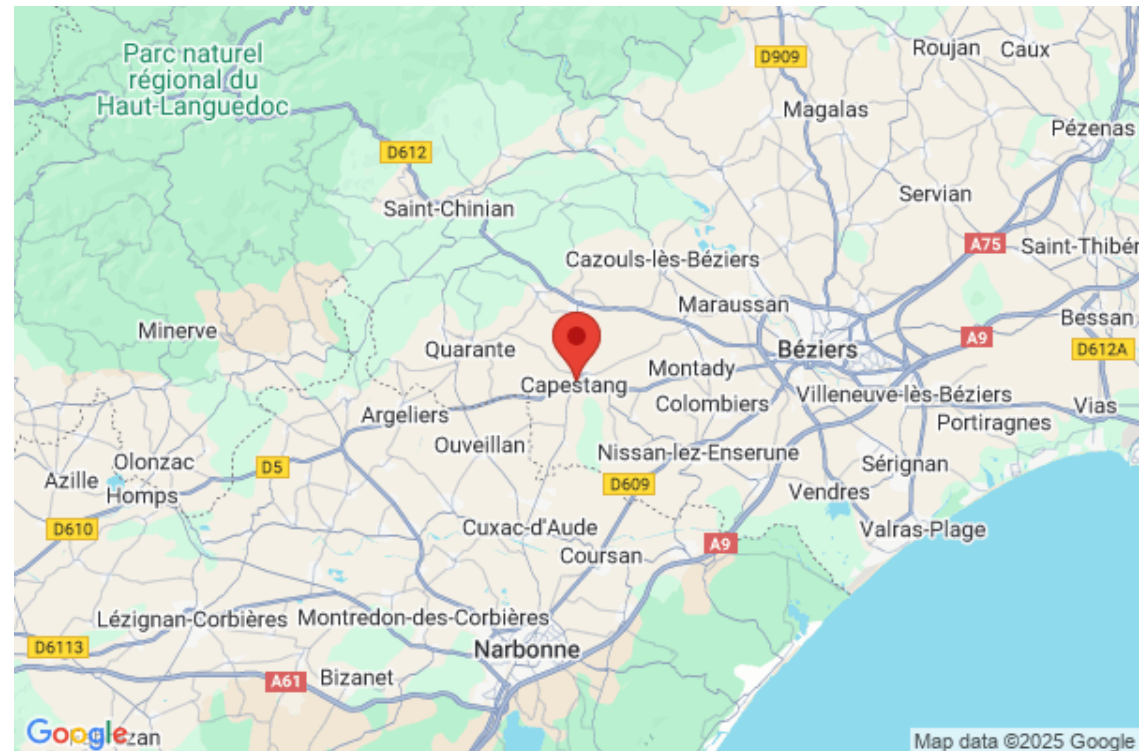 Parc naturel
régional du
Haut-Languedoc
D909
Roujan
Caux
Magalas
Pézenas
D612
Servian
Saint-Chinian
A75
Saint-Thibér
Cazouls-lès-Béziers
Maraussan
Bessan
Minerve
A9
Quarante
Béziers
D612A
Montady
Capestang
Villeneuve-lès-Béziers
Colombiers
Vias
Argeliers
Portiragnes
Ouveillan
Nissan-lez-Enserune
Olonzac
D5
Sérignan
Azille
Homps
D609
Vendres
D610
Cuxac-d'Aude
Valras-Plage
A9
Coursan
Lézignan-Corbières
Montredon-des-Corbières
D6113
Narbonne
A61
Bizanet
Google
zan
Map data ©2025 Google